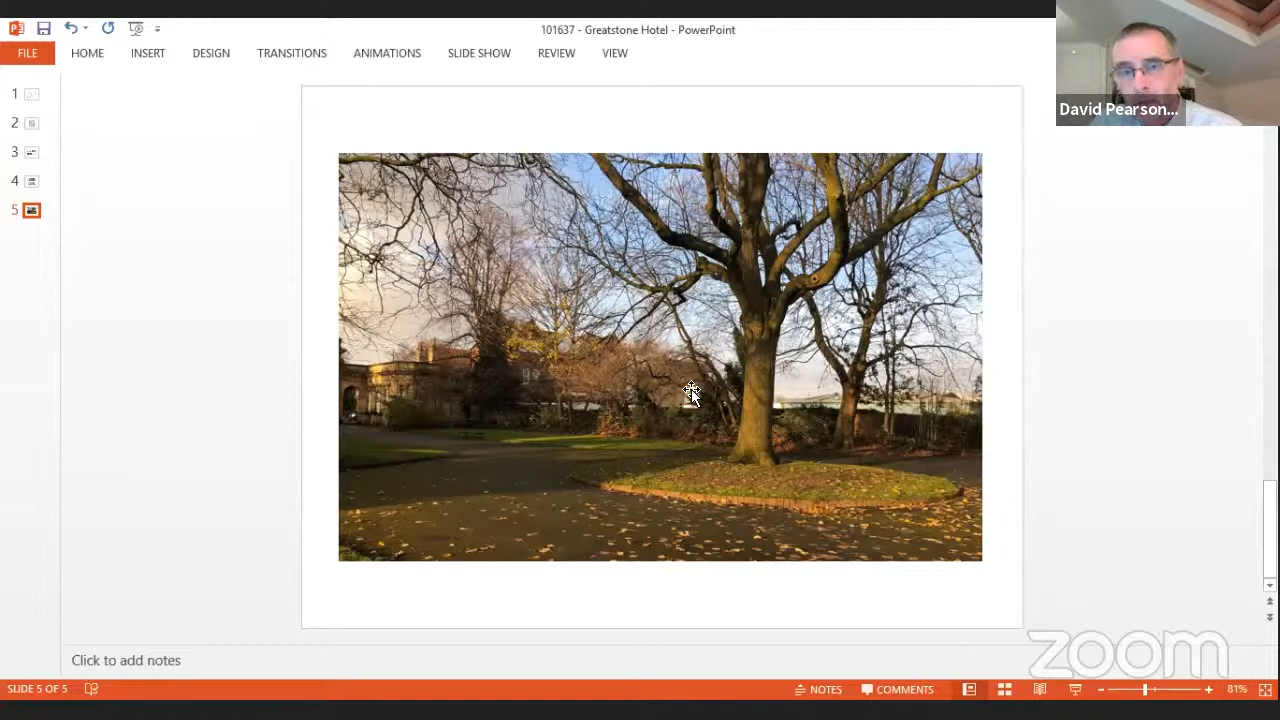 101637 - Greatstone Hotel - PowerPoint
FILE HOME INSERT DESIGN TRANSITIONS ANIMATIONS SLIDE SHOW REVIEW VIEW
David Pearson...
1
2
3
4
5
Click to add notes
zoom
SLIDE 5 OF 5 NOTES COMMENTS 81%